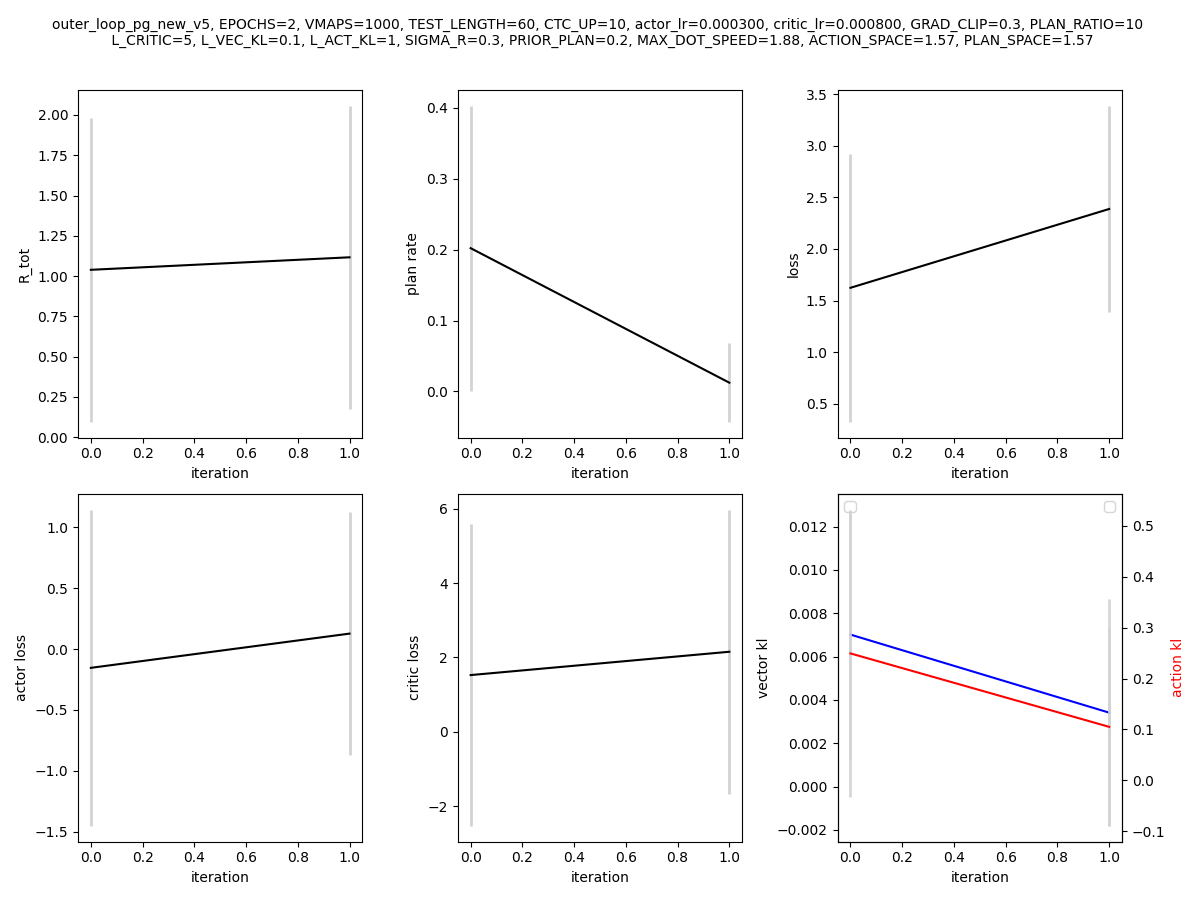 outer_loop_pg_new_v5, EPOCHS=2, VMAPS=1000, TEST_LENGTH=60, CTC_UP=10, actor_lr=0.000300, critic_lr=0.000800, GRAD_CLIP=0.3, PLAN_RATIO=10
L_CRITIC=5, L_VEC_KL=0.1, L_ACT_KL=1, SIGMA_R=0.3, PRIOR_PLAN=0.2, MAX_DOT_SPEED=1.88, ACTION_SPACE=1.57, PLAN_SPACE=1.57
R_tot
2.00
1.75
1.50
1.25
1.00
0.75
0.50
0.25
0.00
0.0 0.2 0.4 0.6 0.8 1.0
iteration
plan rate
0.4
0.3
0.2
0.1
0.0
0.0 0.2 0.4 0.6 0.8 1.0
iteration
loss
3.5
3.0
2.5
2.0
1.5
1.0
0.5
0.0 0.2 0.4 0.6 0.8 1.0
iteration
actor loss
1.0
0.5
0.0
−0.5
−1.0
−1.5
0.0 0.2 0.4 0.6 0.8 1.0
iteration
critic loss
6
4
2
0
−2
0.0 0.2 0.4 0.6 0.8 1.0
iteration
vector kl
0.012
0.010
0.008
0.006
0.004
0.002
0.000
−0.002
0.0 0.2 0.4 0.6 0.8 1.0
iteration
0.5
0.4
0.3
0.2
0.1
0.0
−0.1
action kl